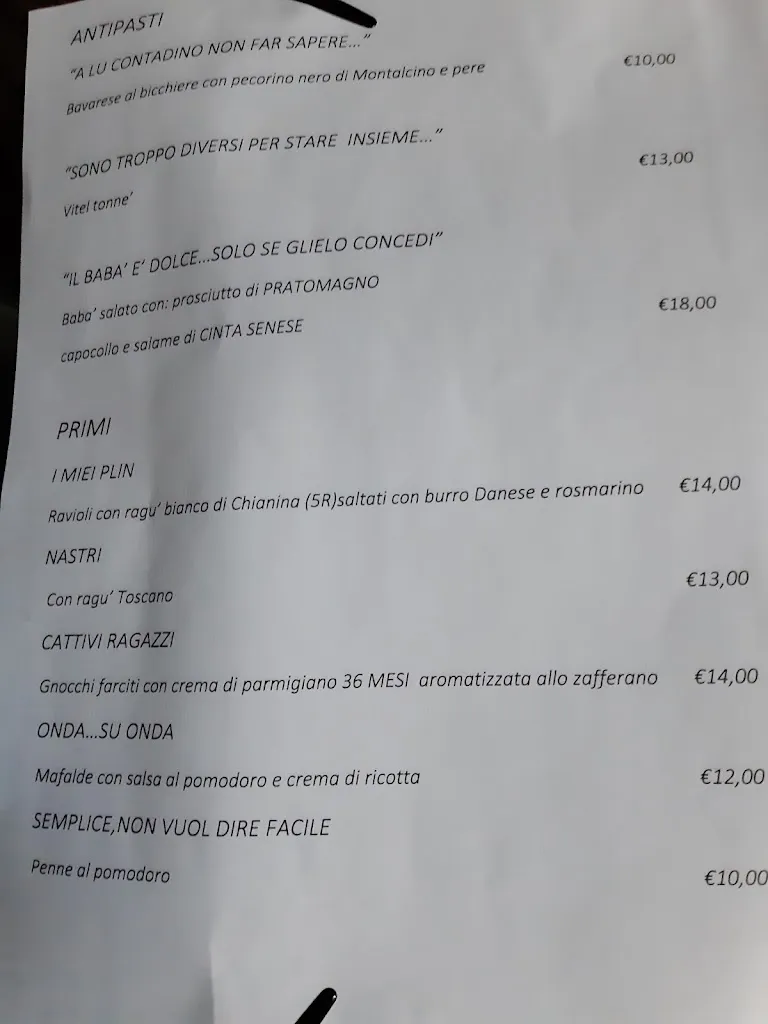 ANTIPASTI
"A LU CONTADINO NON FAR SAPERE..."
Bavarese al bicchiere con pecorino nero di Montalcino e pere €10,00
"SONO TROPPO DIVERSI PER STARE INSIEME..."
€13,00
Vitel tonne'
"IL BABA' E' DOLCE...SOLO SE GLIELO CONCEDI"
Baba' salato con: prosciutto di PRATOMAGNO
€18,00
capocollo e salame di CINTA SENESE
PRIMI
I MIEI PLIN
Ravioli con ragu' bianco di Chianina (5R)saltati con burro Danese e rosmarino €14,00
NASTRI
Con ragu' Toscano €13,00
CATTIVI RAGAZZI
Gnocchi farciti con crema di parmigiano 36 MESI aromatizzata allo zafferano €14,00
ONDA...SU ONDA
Mafalde con salsa al pomodoro e crema di ricotta €12,00
SEMPLICE,NON VUOL DIRE FACILE
Penne al pomodoro €10,00